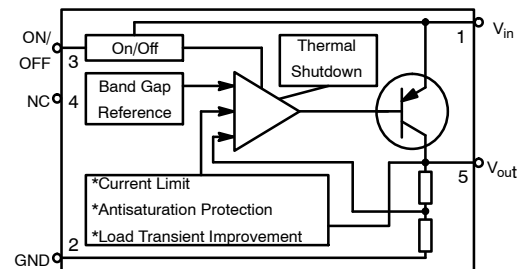 ON/
OFF
3
On/Off
Thermal
Shutdown
1
Vin
NC
4
Band Gap
Reference
5
Vout
*Current Limit
*Antisaturation Protection
*Load Transient Improvement
GND
2